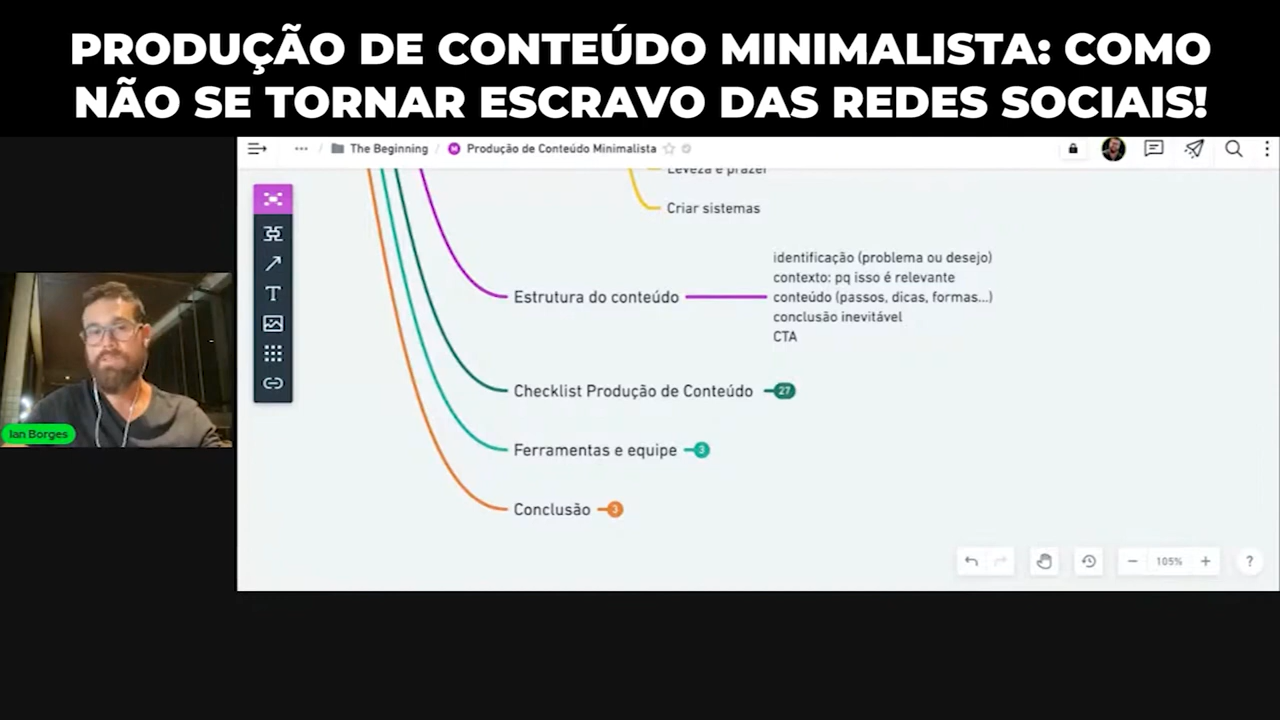 PRODUÇÃO DE CONTEÚDO MINIMALISTA: COMO
NÃO SE TORNAR ESCRAVO DAS REDES SOCIAIS!
... / The Beginning / M Produção de Conteúdo Minimalista
Leveza e prazer
Criar sistemas
Estrutura do conteúdo
identificação (problema ou desejo)
contexto: pq isso é relevante
conteúdo (passos, dicas, formas...)
conclusão inevitável
CTA
Checklist Produção de Conteúdo 27
Ian Borges
Ferramentas e equipe 3
Conclusão 3
− 105% + ?